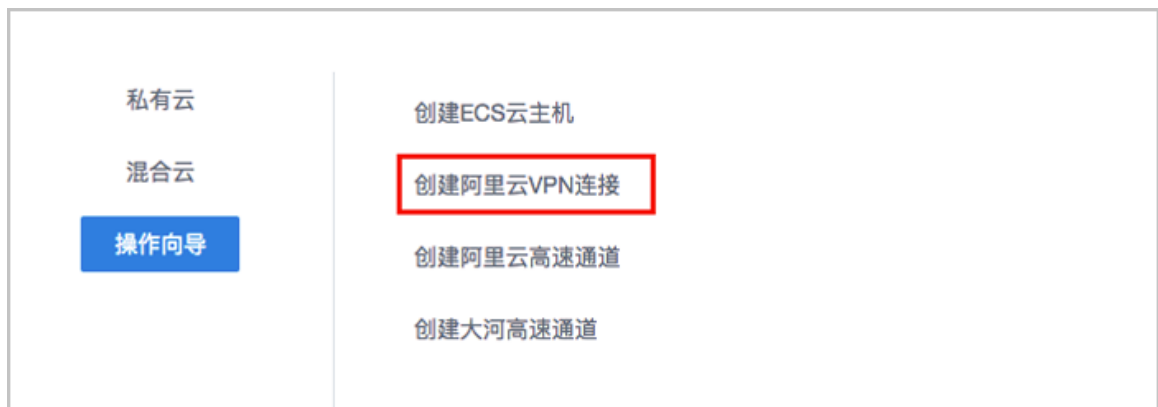 私有云
混合云
操作向导
创建ECS云主机
创建阿里云VPN连接
创建阿里云高速通道
创建大河高速通道